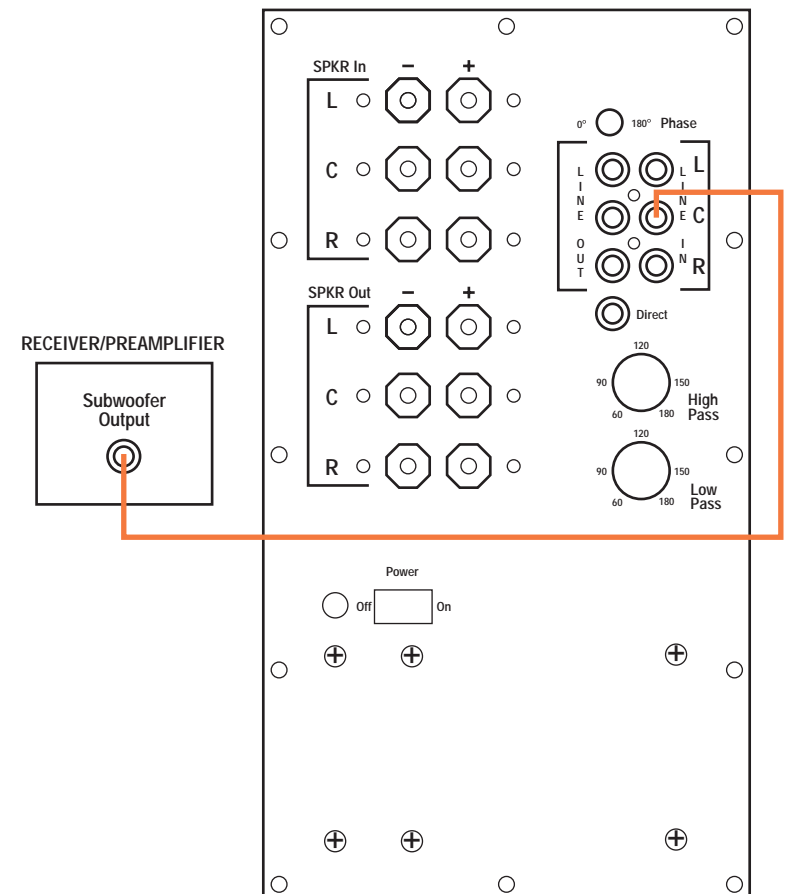 SPKR In – +
L
C
R
0° 180° Phase
LINE OUT
LINE IN
L
C
R
Direct
SPKR Out – +
L
C
R
RECEIVER/PREAMPLIFIER
Subwoofer
Output
120
90 150
60 180
High
Pass
120
90 150
60 180
Low
Pass
Power
Off On